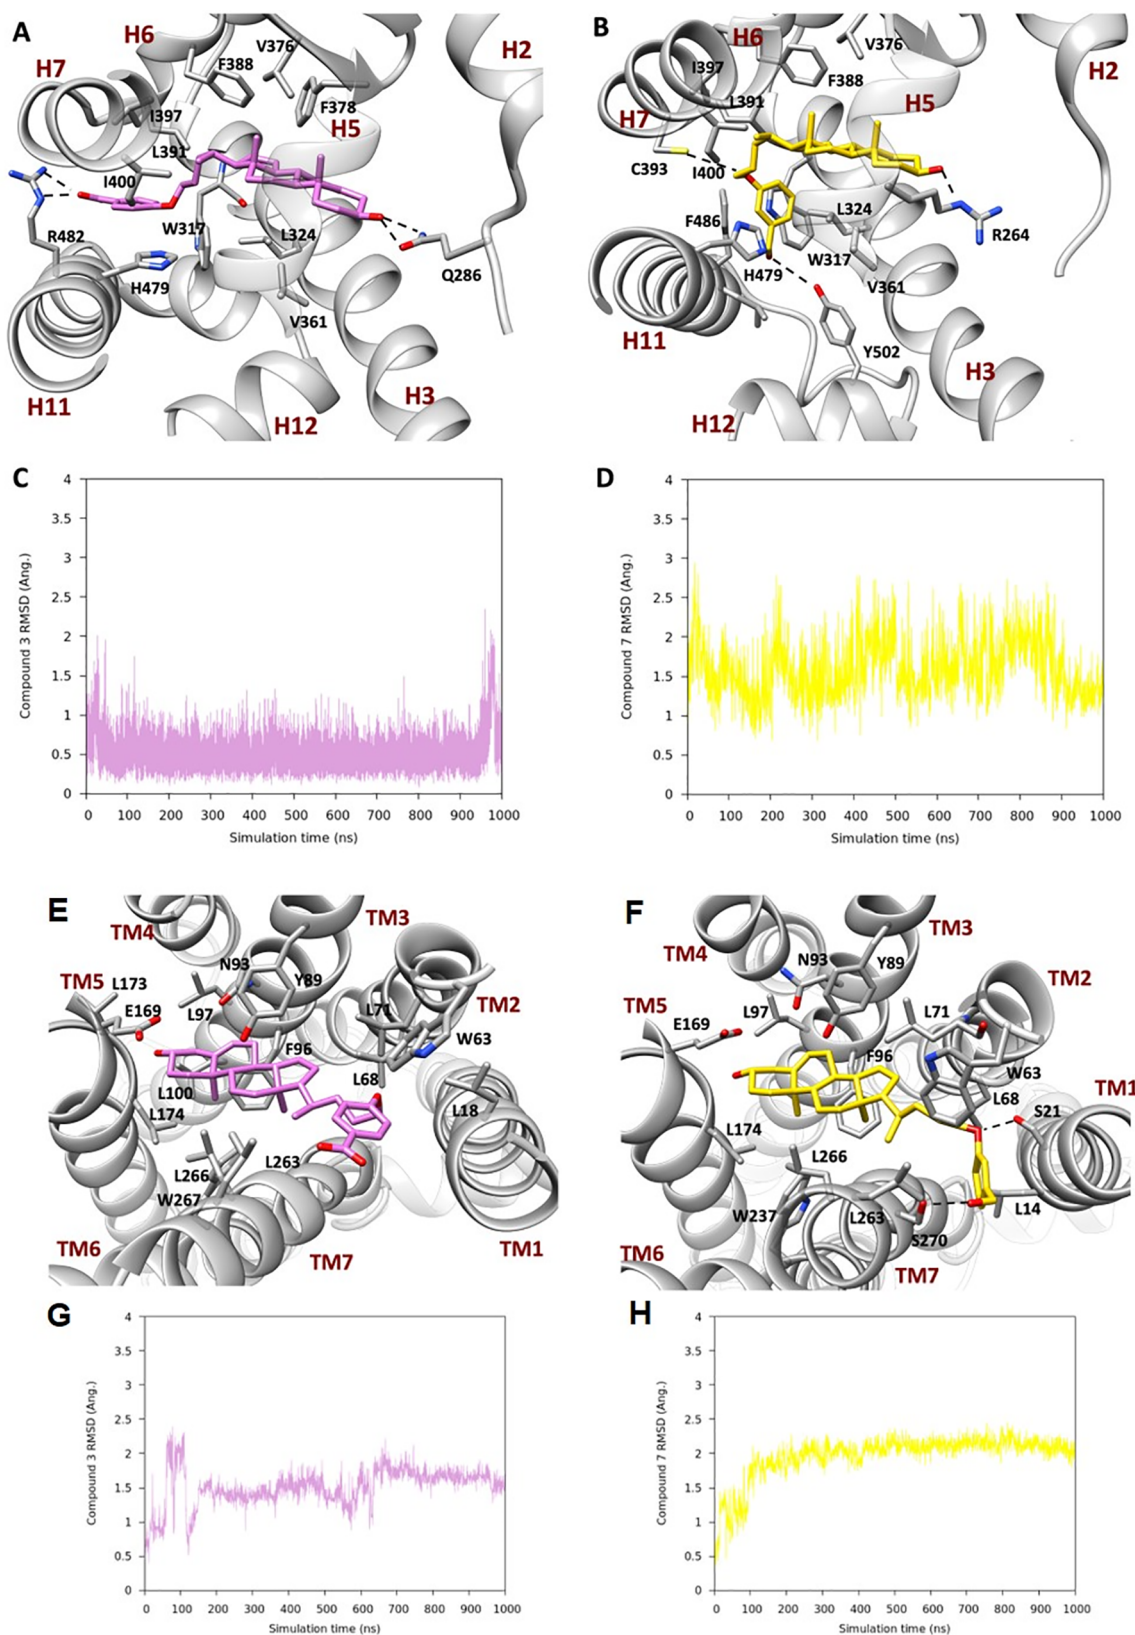 A
H6
V376
H2
H7
F388
F378
I397
H5
L391
I400
W317
L324
R482
Q286
H479
V361
H11
H3
H12
B
H6
V376
H2
I397
F388
H7
L391
H5
C393
I400
F486
L324
R264
W317
H479
V361
H11
Y502
H3
H12
C
Compound 3 RMSD (Ang.)
4
3.5
3
2.5
2
1.5
1
0.5
0
0 100 200 300 400 500 600 700 800 900 1000
Simulation time (ns)
D
Compound 7 RMSD (Ang.)
4
3.5
3
2.5
2
1.5
1
0.5
0
0 100 200 300 400 500 600 700 800 900 1000
Simulation time (ns)
E
TM4
TM3
N93
Y89
TM5
L173
TM2
E169
L97
L71
W63
F96
L68
L100
L18
L174
L266
L263
W267
TM6
TM7
TM1
F
TM3
TM4
N93
Y89
TM2
TM5
L97
L71
E169
F96
W63
L68
TM1
S21
L174
L266
L14
W237
L263
S270
TM6
TM7
G
Compound 3 RMSD (Ang.)
4
3.5
3
2.5
2
1.5
1
0.5
0
0 100 200 300 400 500 600 700 800 900 1000
Simulation time (ns)
H
Compound 7 RMSD (Ang.)
4
3.5
3
2.5
2
1.5
1
0.5
0
0 100 200 300 400 500 600 700 800 900 1000
Simulation time (ns)